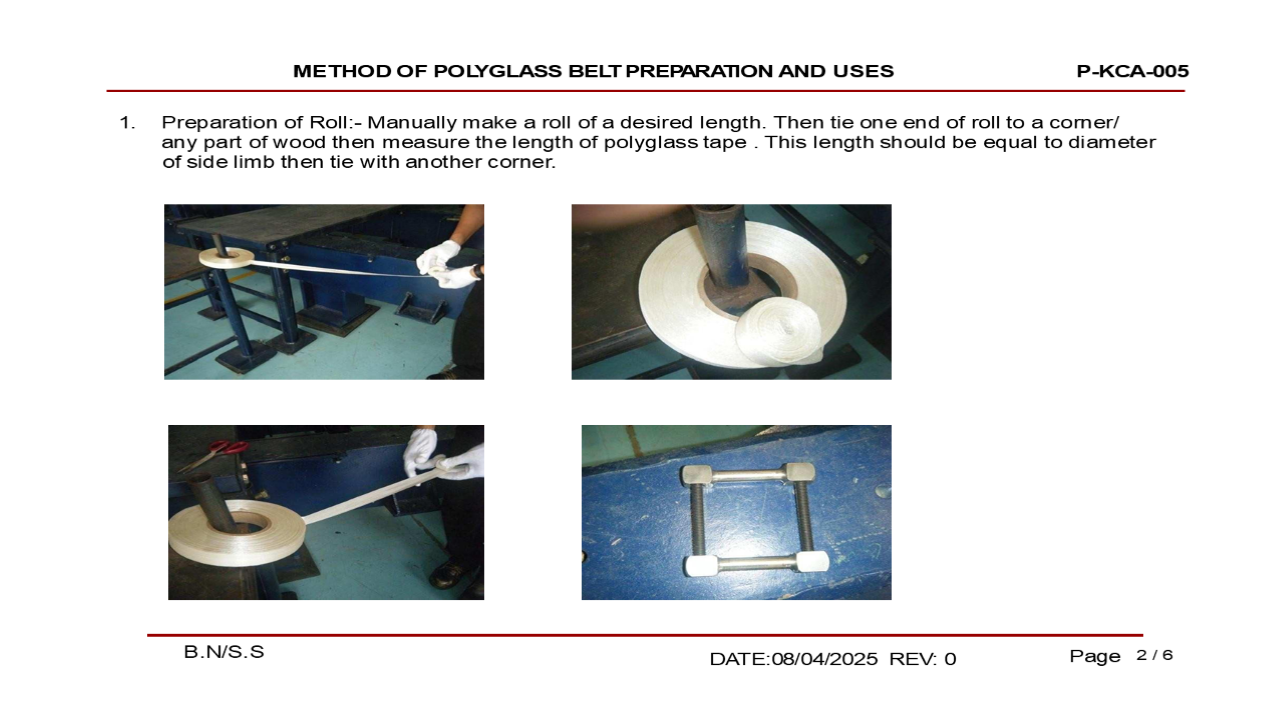 METHOD OF POLYGLASS BELT PREPARATION AND USES P-KCA-005
1. Preparation of Roll:- Manually make a roll of a desired length. Then tie one end of roll to a corner/
any part of wood then measure the length of polyglass tape . This length should be equal to diameter
of side limb then tie with another corner.
B.N/S.S DATE:08/04/2025 REV: 0 Page 2 / 6